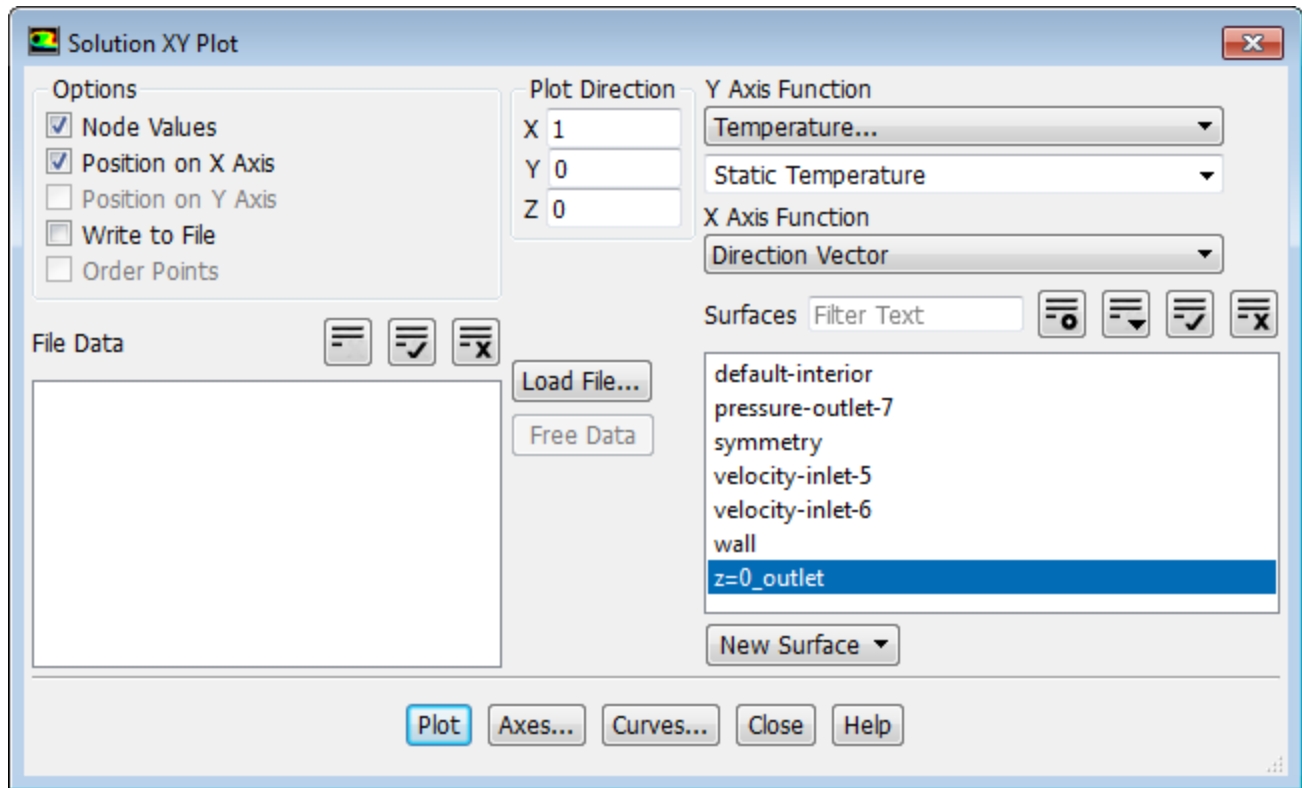 Solution XY Plot
Options
Node Values
Position on X Axis
Position on Y Axis
Write to File
Order Points
Plot Direction
X 1
Y 0
Z 0
Y Axis Function
Temperature...
Static Temperature
X Axis Function
Direction Vector
File Data
Load File...
Free Data
Surfaces Filter Text
default-interior
pressure-outlet-7
symmetry
velocity-inlet-5
velocity-inlet-6
wall
z=0_outlet
New Surface
Plot Axes... Curves... Close Help